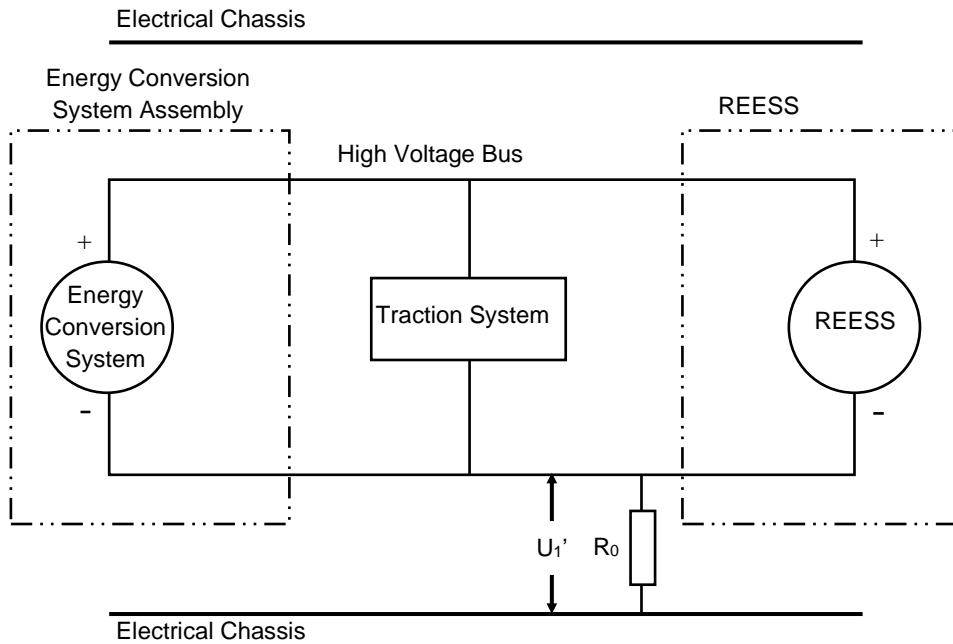 Electrical Chassis
Energy Conversion
System Assembly
REESS
High Voltage Bus
+
+
Energy
Conversion
System
Traction System
REESS
-
-
U₁’
R₀
Electrical Chassis